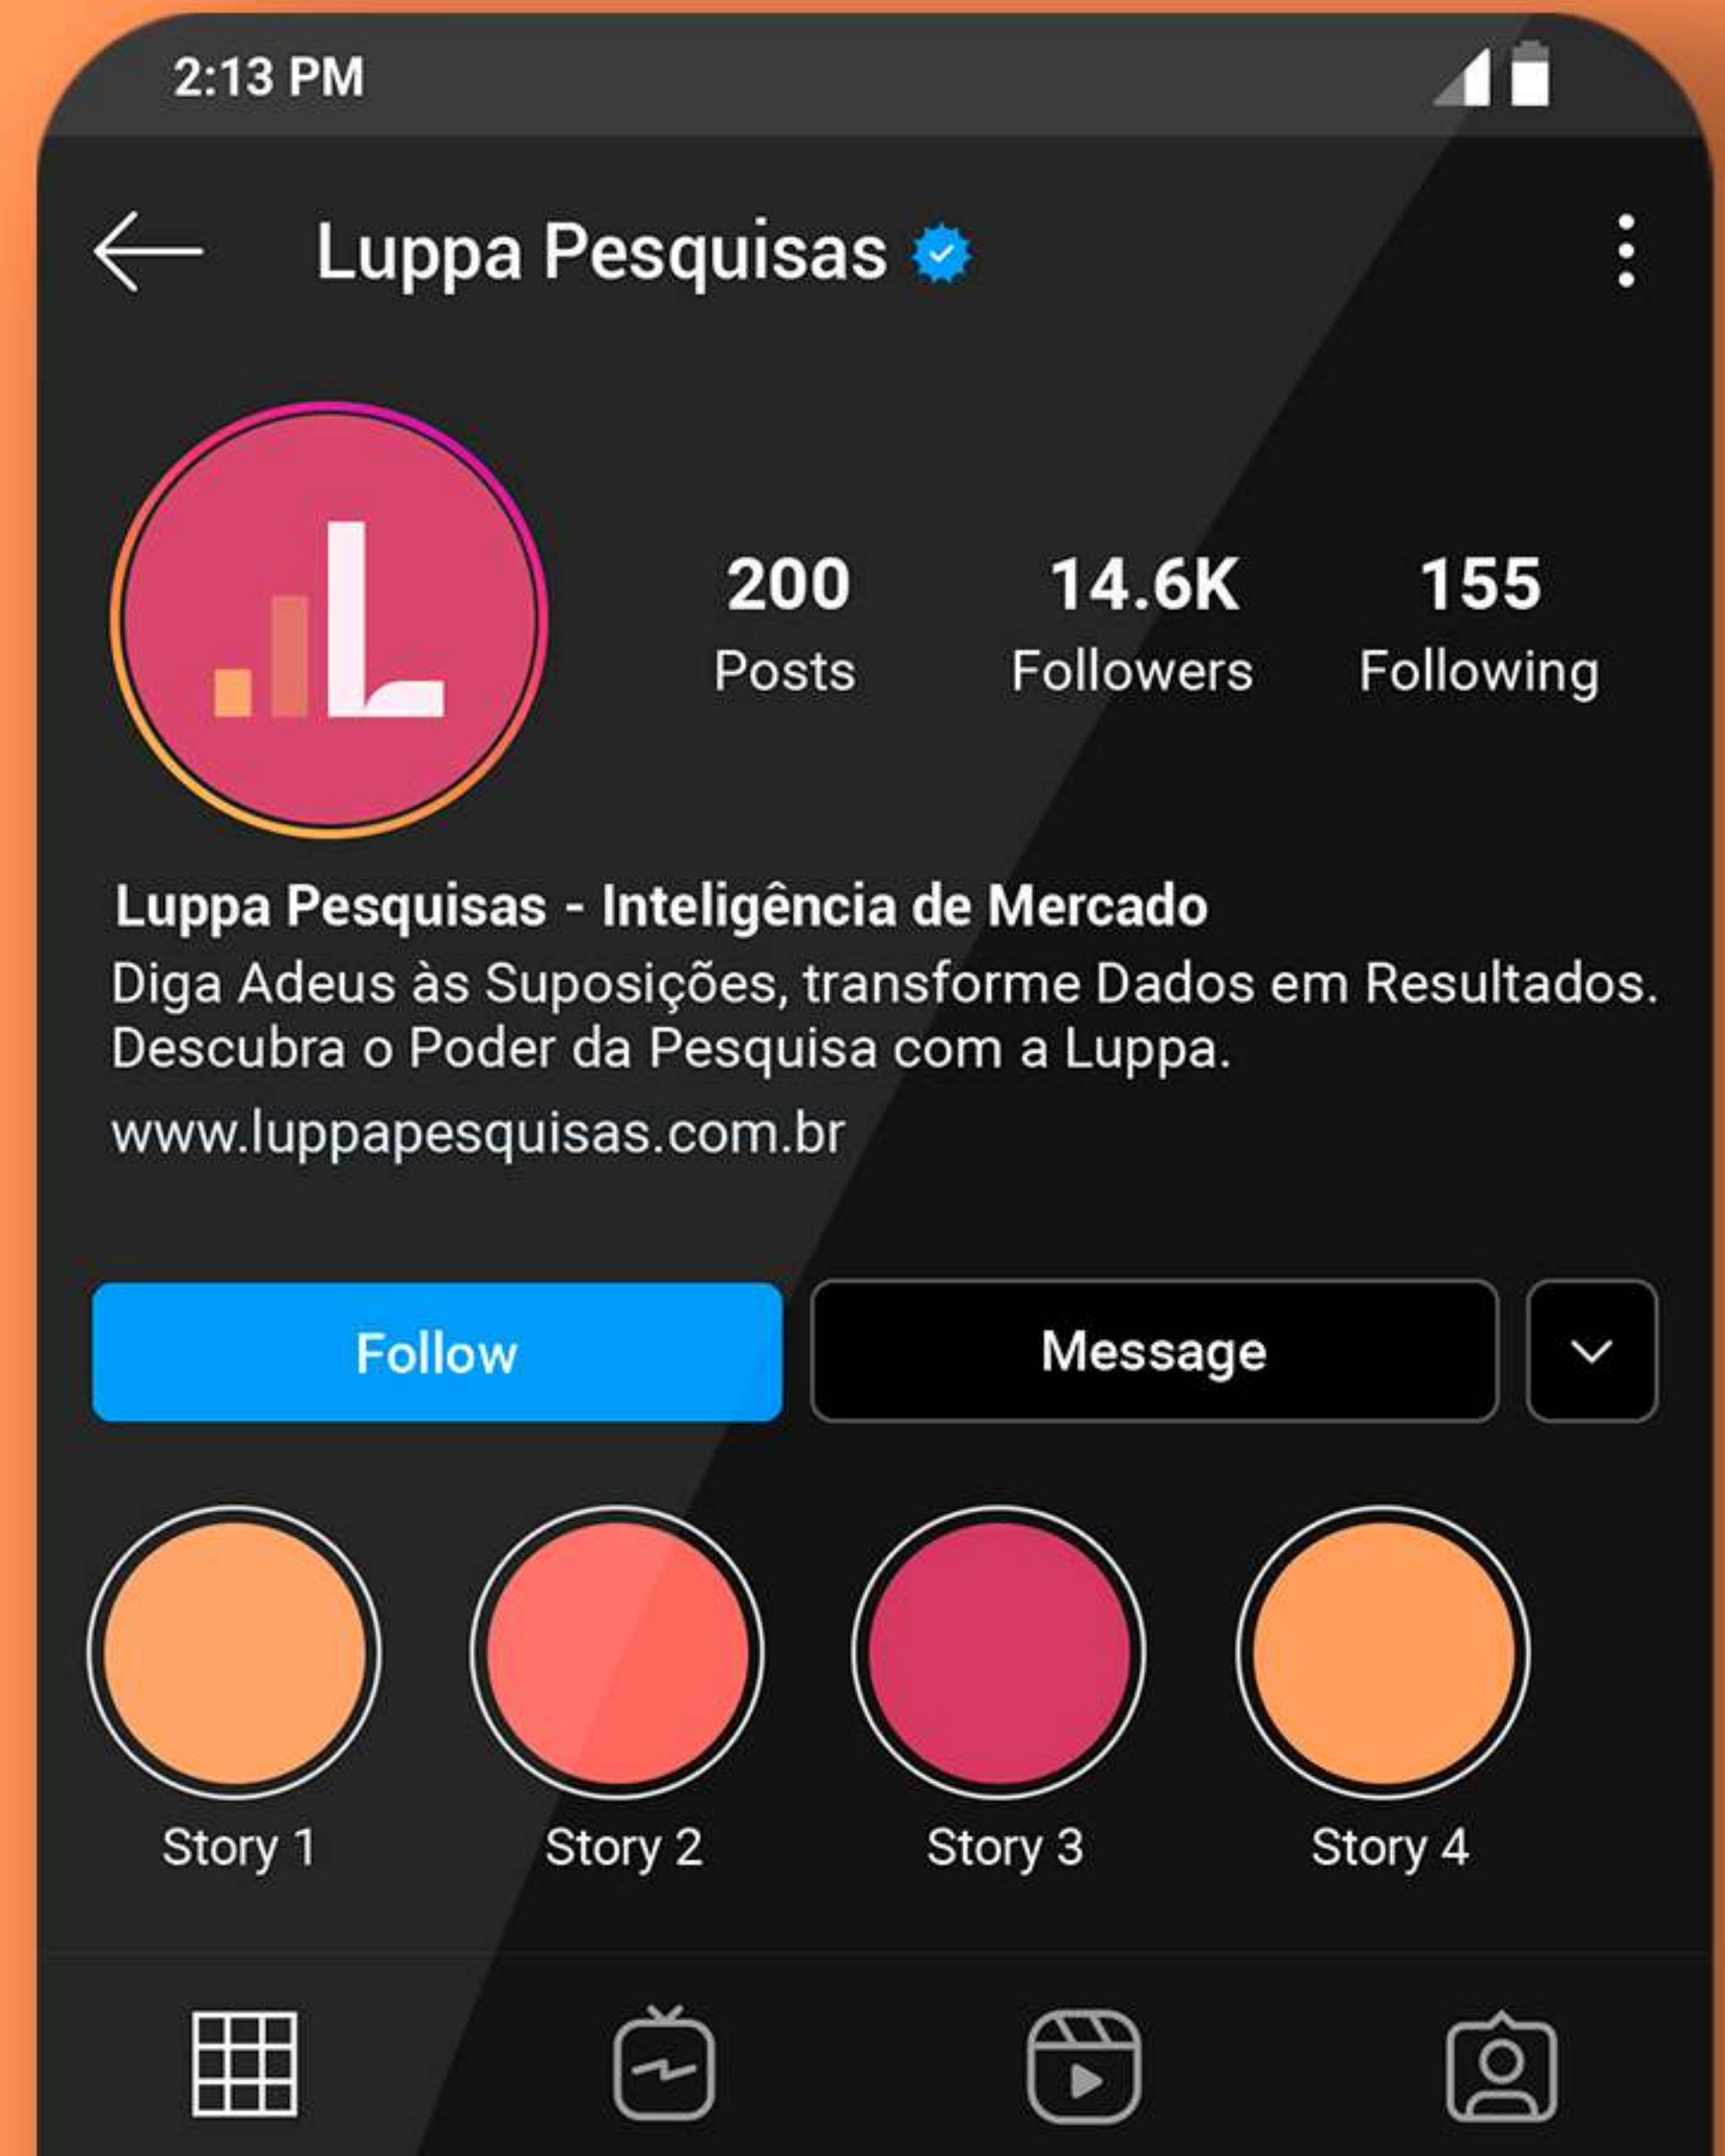 2:13 PM
Luppa Pesquisas
200 14.6K 155
Posts Followers Following
L
Luppa Pesquisas - Inteligência de Mercado
Diga Adeus às Suposições, transforme Dados em Resultados.
Descubra o Poder da Pesquisa com a Luppa.
www.luppapesquisas.com.br
Follow Message
Story 1 Story 2 Story 3 Story 4